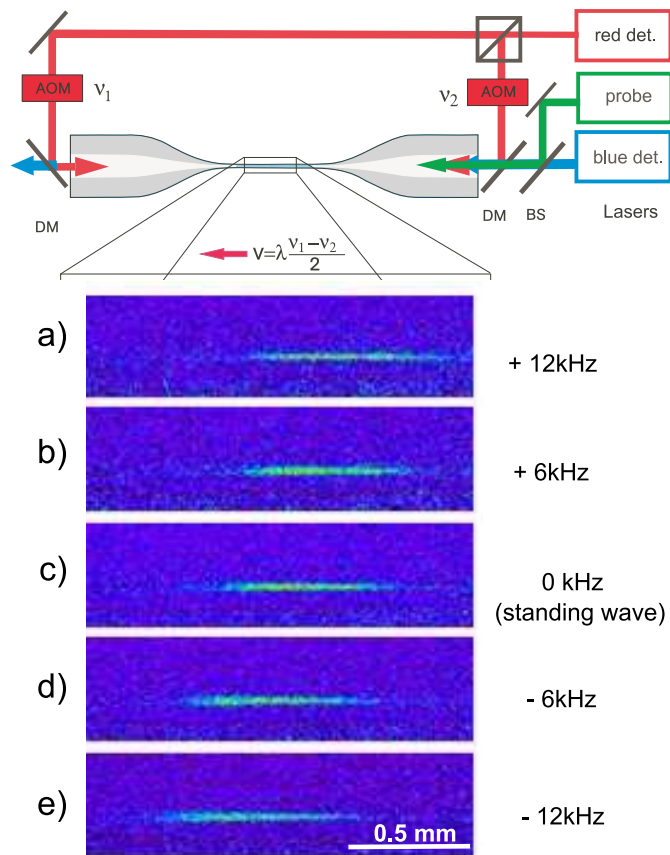 red det.
AOM
ν1
ν2
AOM
probe
blue det.
DM
DM
BS
Lasers
v=λ ν1−ν2 / 2
a)
+ 12kHz
b)
+ 6kHz
c)
0 kHz
(standing wave)
d)
- 6kHz
e)
- 12kHz
0.5 mm